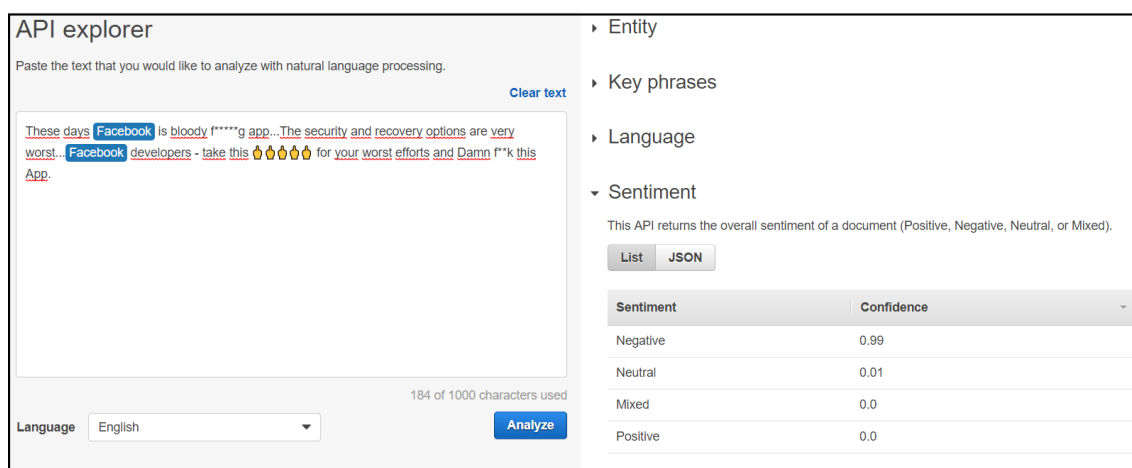 API explorer
Paste the text that you would like to analyze with natural language processing.
Clear text
These days Facebook is bloody f*****g app...The security and recovery options are very
worst...Facebook developers - take this 🖕🖕🖕🖕🖕 for your worst efforts and Damn f**k this
App.
184 of 1000 characters used
Language English
Analyze
Entity
Key phrases
Language
Sentiment
This API returns the overall sentiment of a document (Positive, Negative, Neutral, or Mixed).
List JSON
Sentiment Confidence
Negative 0.99
Neutral 0.01
Mixed 0.0
Positive 0.0